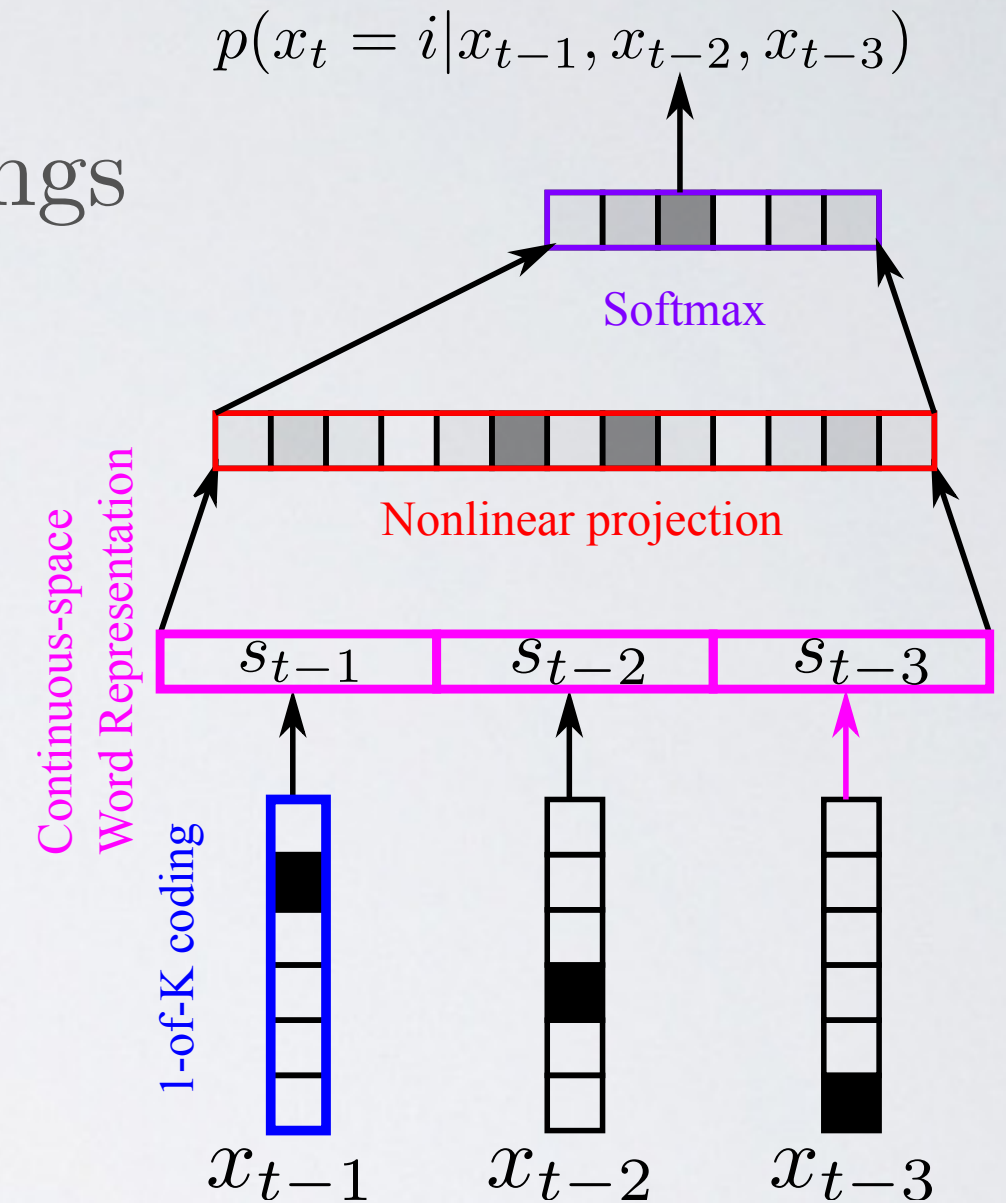 p(x_{t} = i|x_{t−1}, x_{t−2}, x_{t−3})
ngs
Softmax
Nonlinear projection
Continuous-space
Word Representation
s_{t−1} s_{t−2} s_{t−3}
1-of-K coding
x_{t−1} x_{t−2} x_{t−3}